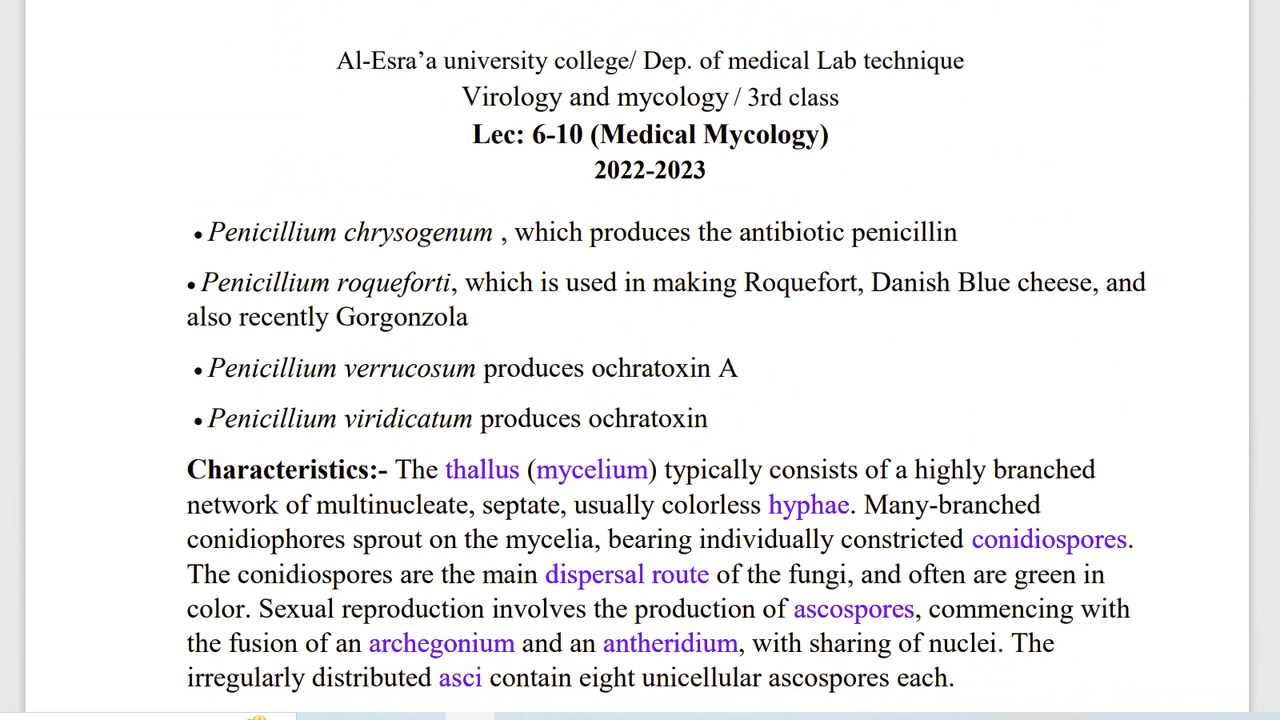 Al-Esra’a university college/ Dep. of medical Lab technique
Virology and mycology / 3rd class
Lec: 6-10 (Medical Mycology)
2022-2023
• Penicillium chrysogenum , which produces the antibiotic penicillin
• Penicillium roqueforti, which is used in making Roquefort, Danish Blue cheese, and
also recently Gorgonzola
• Penicillium verrucosum produces ochratoxin A
• Penicillium viridicatum produces ochratoxin
Characteristics:- The thallus (mycelium) typically consists of a highly branched
network of multinucleate, septate, usually colorless hyphae. Many-branched
conidiophores sprout on the mycelia, bearing individually constricted conidiospores.
The conidiospores are the main dispersal route of the fungi, and often are green in
color. Sexual reproduction involves the production of ascospores, commencing with
the fusion of an archegonium and an antheridium, with sharing of nuclei. The
irregularly distributed asci contain eight unicellular ascospores each.